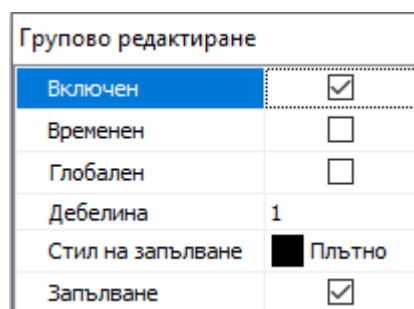 Групово редактиране
Включен
Временен
Глобален
Дебелина 1
Стил на запълване Плътно
Запълване